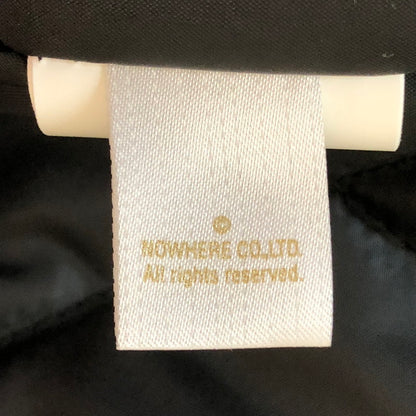 ©
NOWHERE CO.,LTD.
All rights reserved.